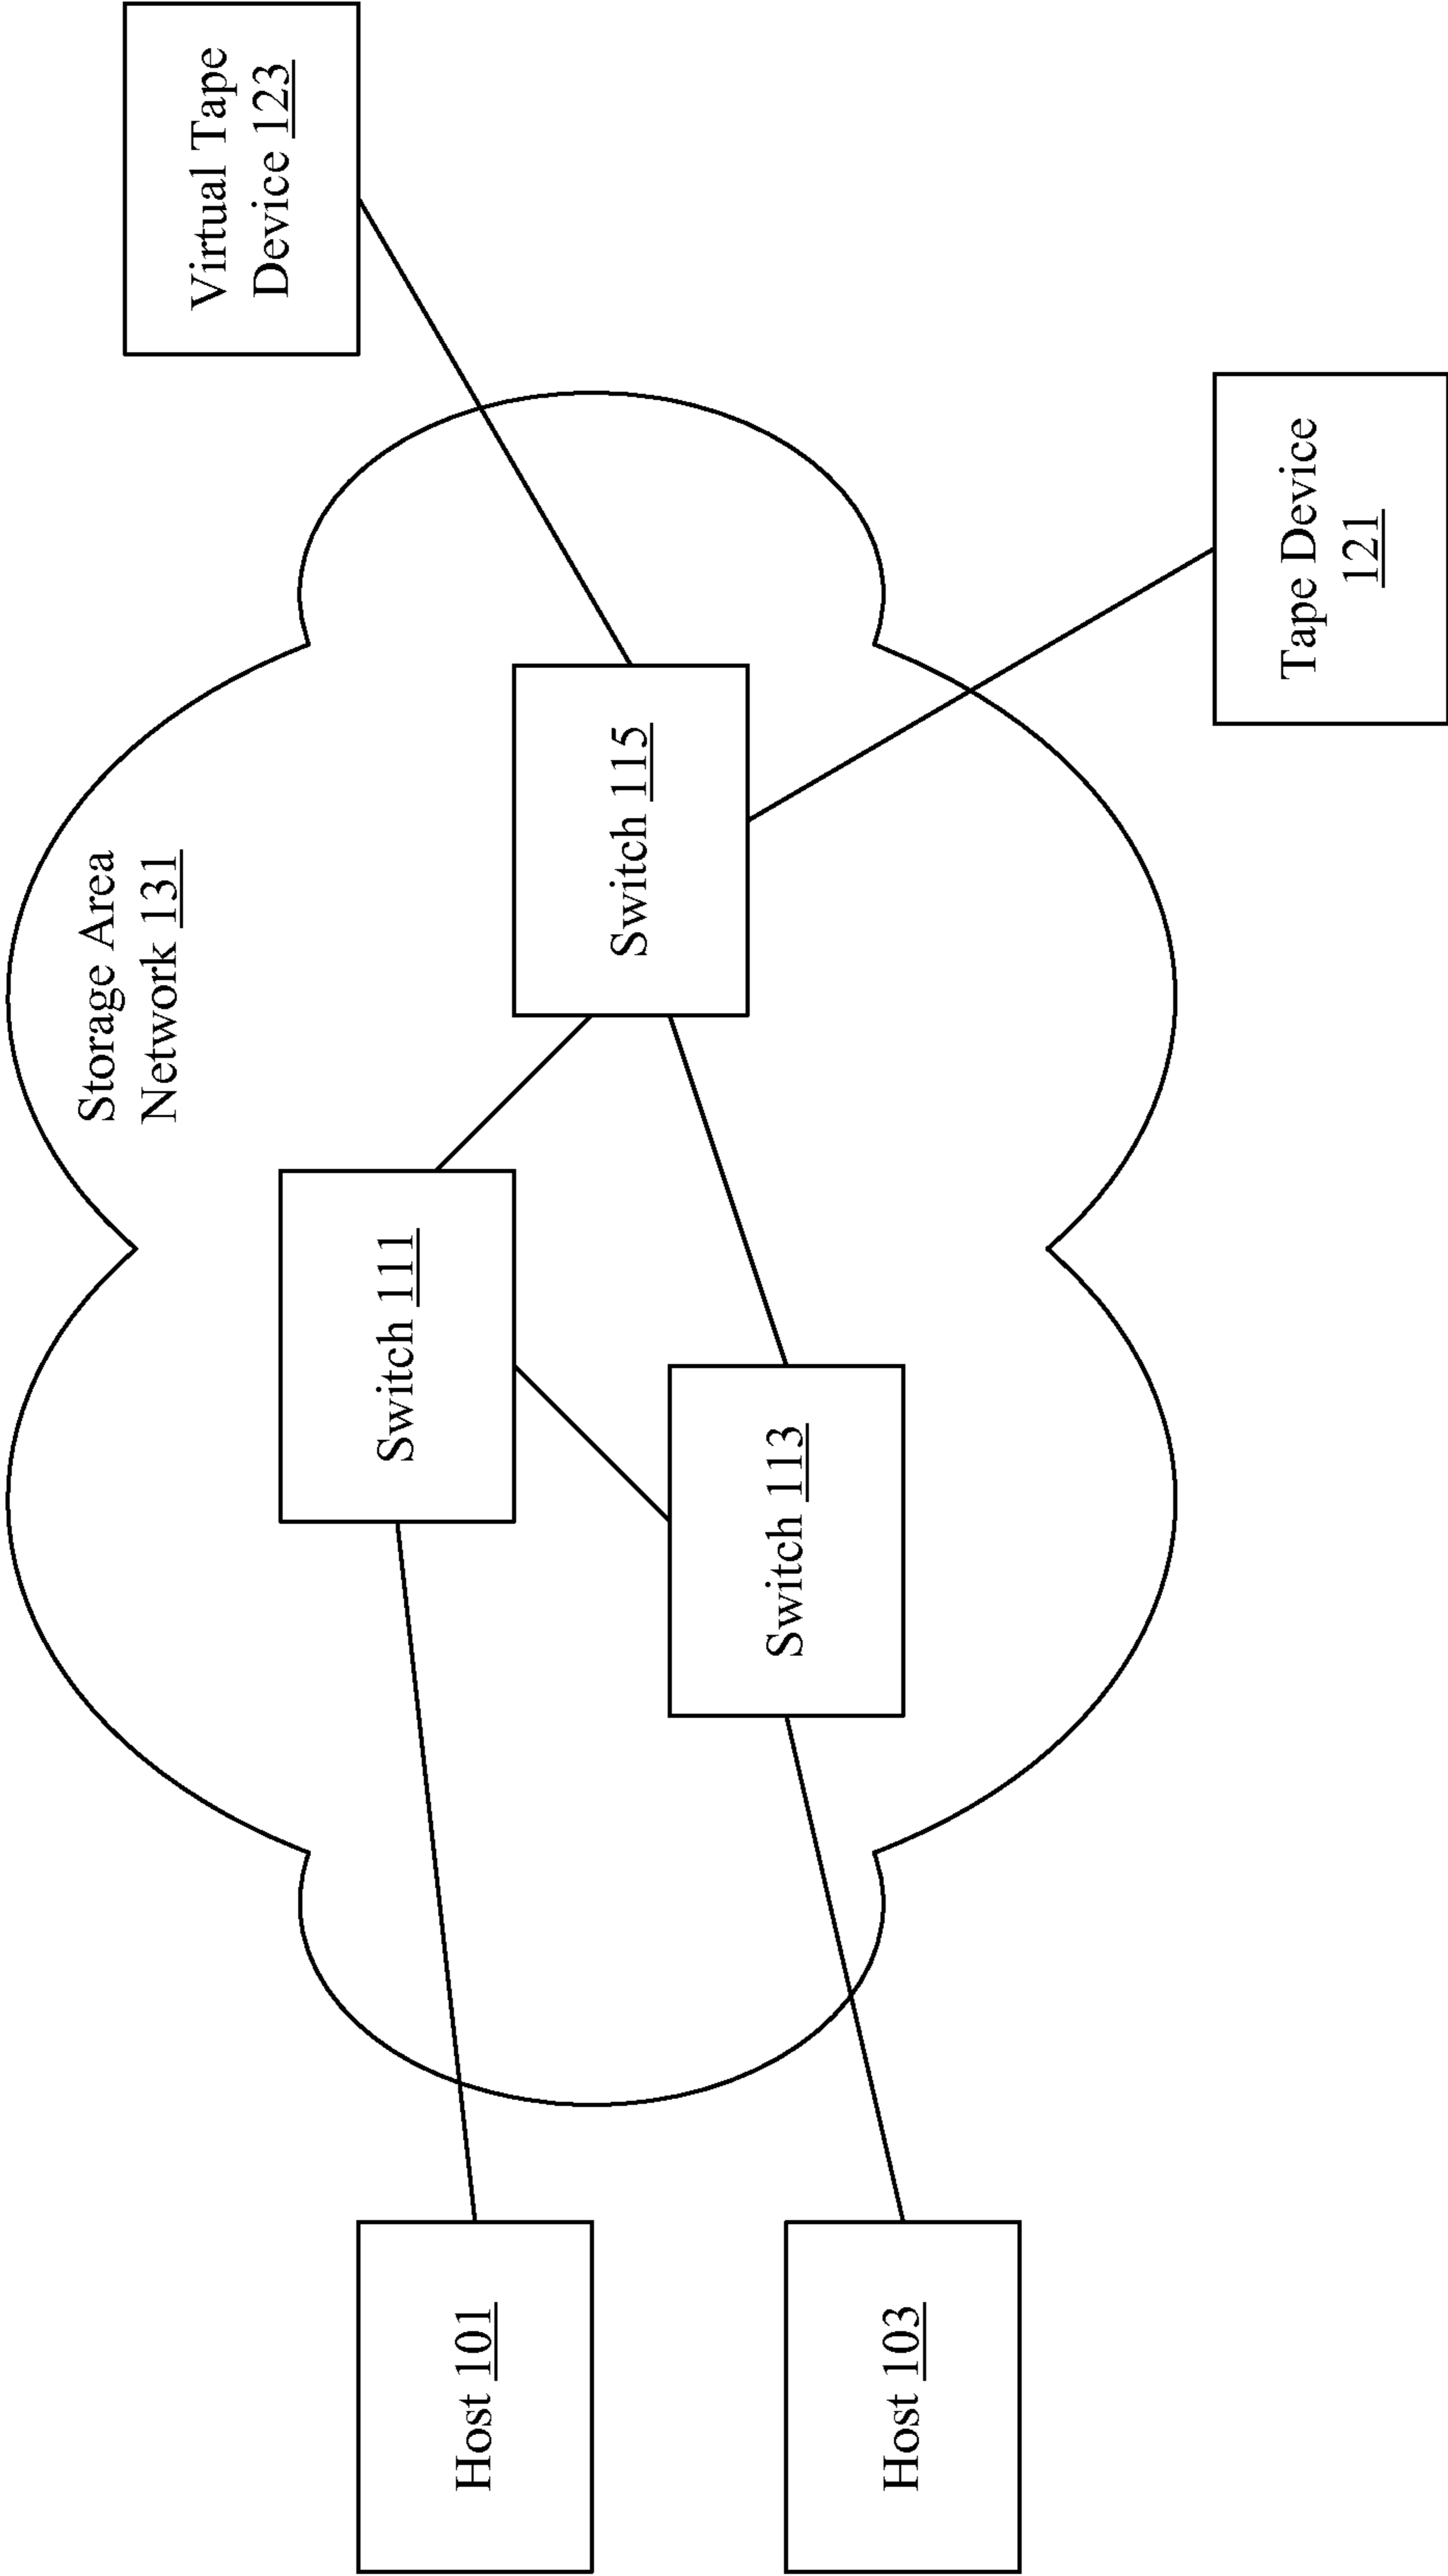 Storage Area
Network 131
Virtual Tape
Device 123
Host 101
Switch 111
Switch 115
Host 103
Switch 113
Tape Device
121